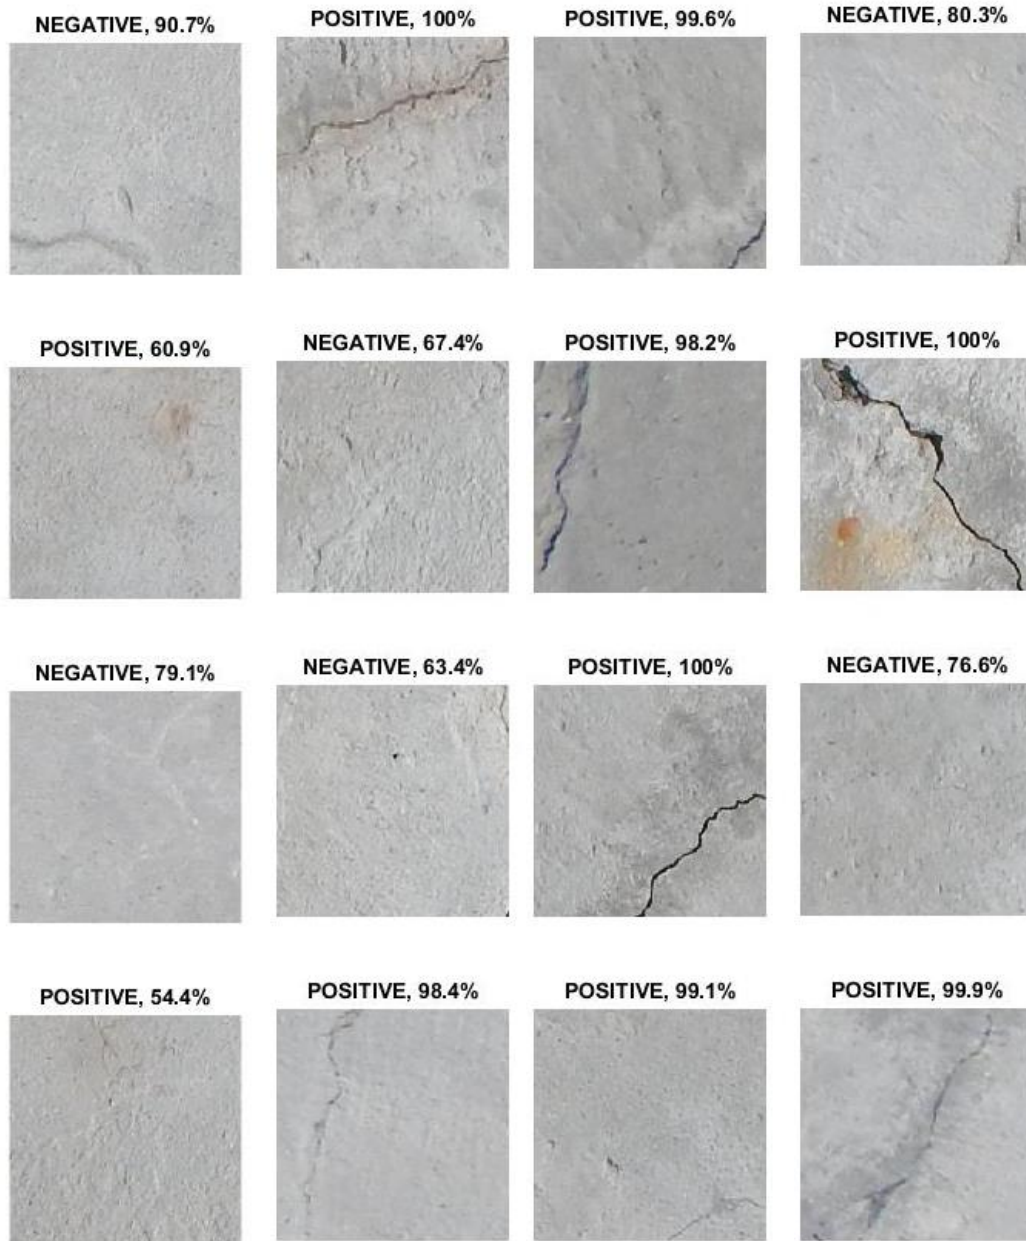 NEGATIVE, 90.7%
POSITIVE, 100%
POSITIVE, 99.6%
NEGATIVE, 80.3%
POSITIVE, 60.9%
NEGATIVE, 67.4%
POSITIVE, 98.2%
POSITIVE, 100%
NEGATIVE, 79.1%
NEGATIVE, 63.4%
POSITIVE, 100%
NEGATIVE, 76.6%
POSITIVE, 54.4%
POSITIVE, 98.4%
POSITIVE, 99.1%
POSITIVE, 99.9%